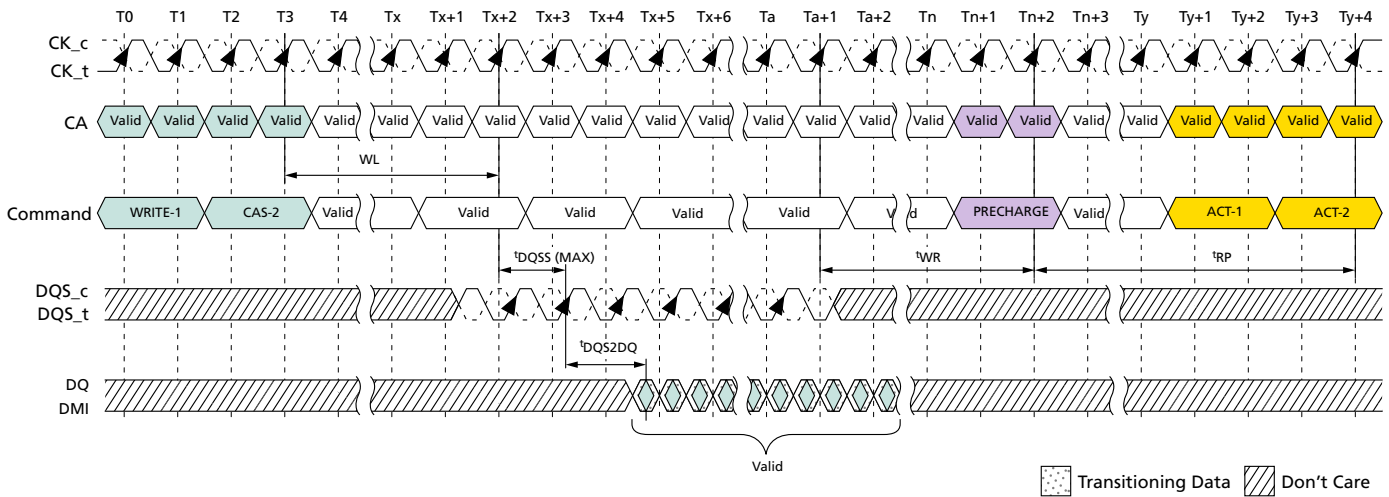 T0 T1 T2 T3 T4 Tx Tx+1 Tx+2 Tx+3 Tx+4 Tx+5 Tx+6 Ta Ta+1 Ta+2 Tn Tn+1 Tn+2 Tn+3 Ty Ty+1 Ty+2 Ty+3 Ty+4
CK_c
CK_t
CA Valid Valid Valid Valid Valid Valid Valid Valid Valid Valid Valid Valid Valid Valid Valid Valid Valid Valid Valid Valid Valid Valid Valid Valid
WL
Command WRITE-1 CAS-2 Valid Valid Valid Valid Valid PRECHARGE Valid ACT-1 ACT-2
tDQSS (MAX) tWR tRP
DQS_c
DQS_t
tDQS2DQ
DQ
DMI
Valid
Transitioning Data Don't Care